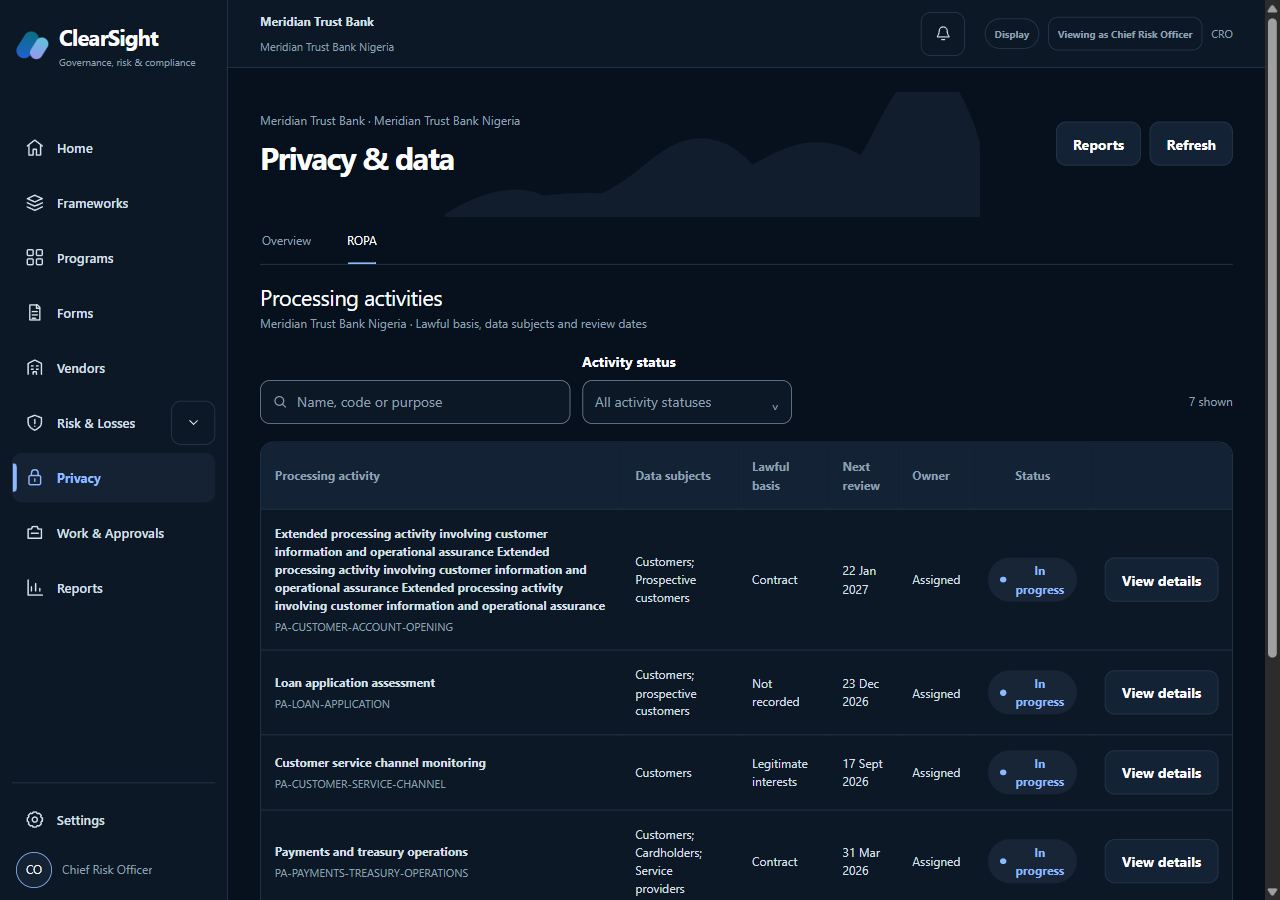 ClearSight
Governance, risk & compliance
Home
Frameworks
Programs
Forms
Vendors
Risk & Losses
Privacy
Work & Approvals
Reports
Settings
CO
Chief Risk Officer
Meridian Trust Bank
Meridian Trust Bank Nigeria
Display
Viewing as Chief Risk Officer
CRO
Meridian Trust Bank · Meridian Trust Bank Nigeria
Privacy & data
Reports
Refresh
Overview
ROPA
Processing activities
Meridian Trust Bank Nigeria · Lawful basis, data subjects and review dates
Activity status
Name, code or purpose
All activity statuses
7 shown
Processing activity
Data subjects
Lawful
basis
Next
review
Owner
Status
Extended processing activity involving customer
information and operational assurance Extended
processing activity involving customer information and
operational assurance Extended processing activity
involving customer information and operational assurance
PA-CUSTOMER-ACCOUNT-OPENING
Customers;
Prospective
customers
Contract
22 Jan
2027
Assigned
In
progress
View details
Loan application assessment
PA-LOAN-APPLICATION
Customers;
prospective
customers
Not
recorded
23 Dec
2026
Assigned
In
progress
View details
Customer service channel monitoring
PA-CUSTOMER-SERVICE-CHANNEL
Customers
Legitimate
interests
17 Sept
2026
Assigned
In
progress
View details
Payments and treasury operations
PA-PAYMENTS-TREASURY-OPERATIONS
Customers;
Cardholders;
Service
providers
Contract
31 Mar
2026
Assigned
In
progress
View details